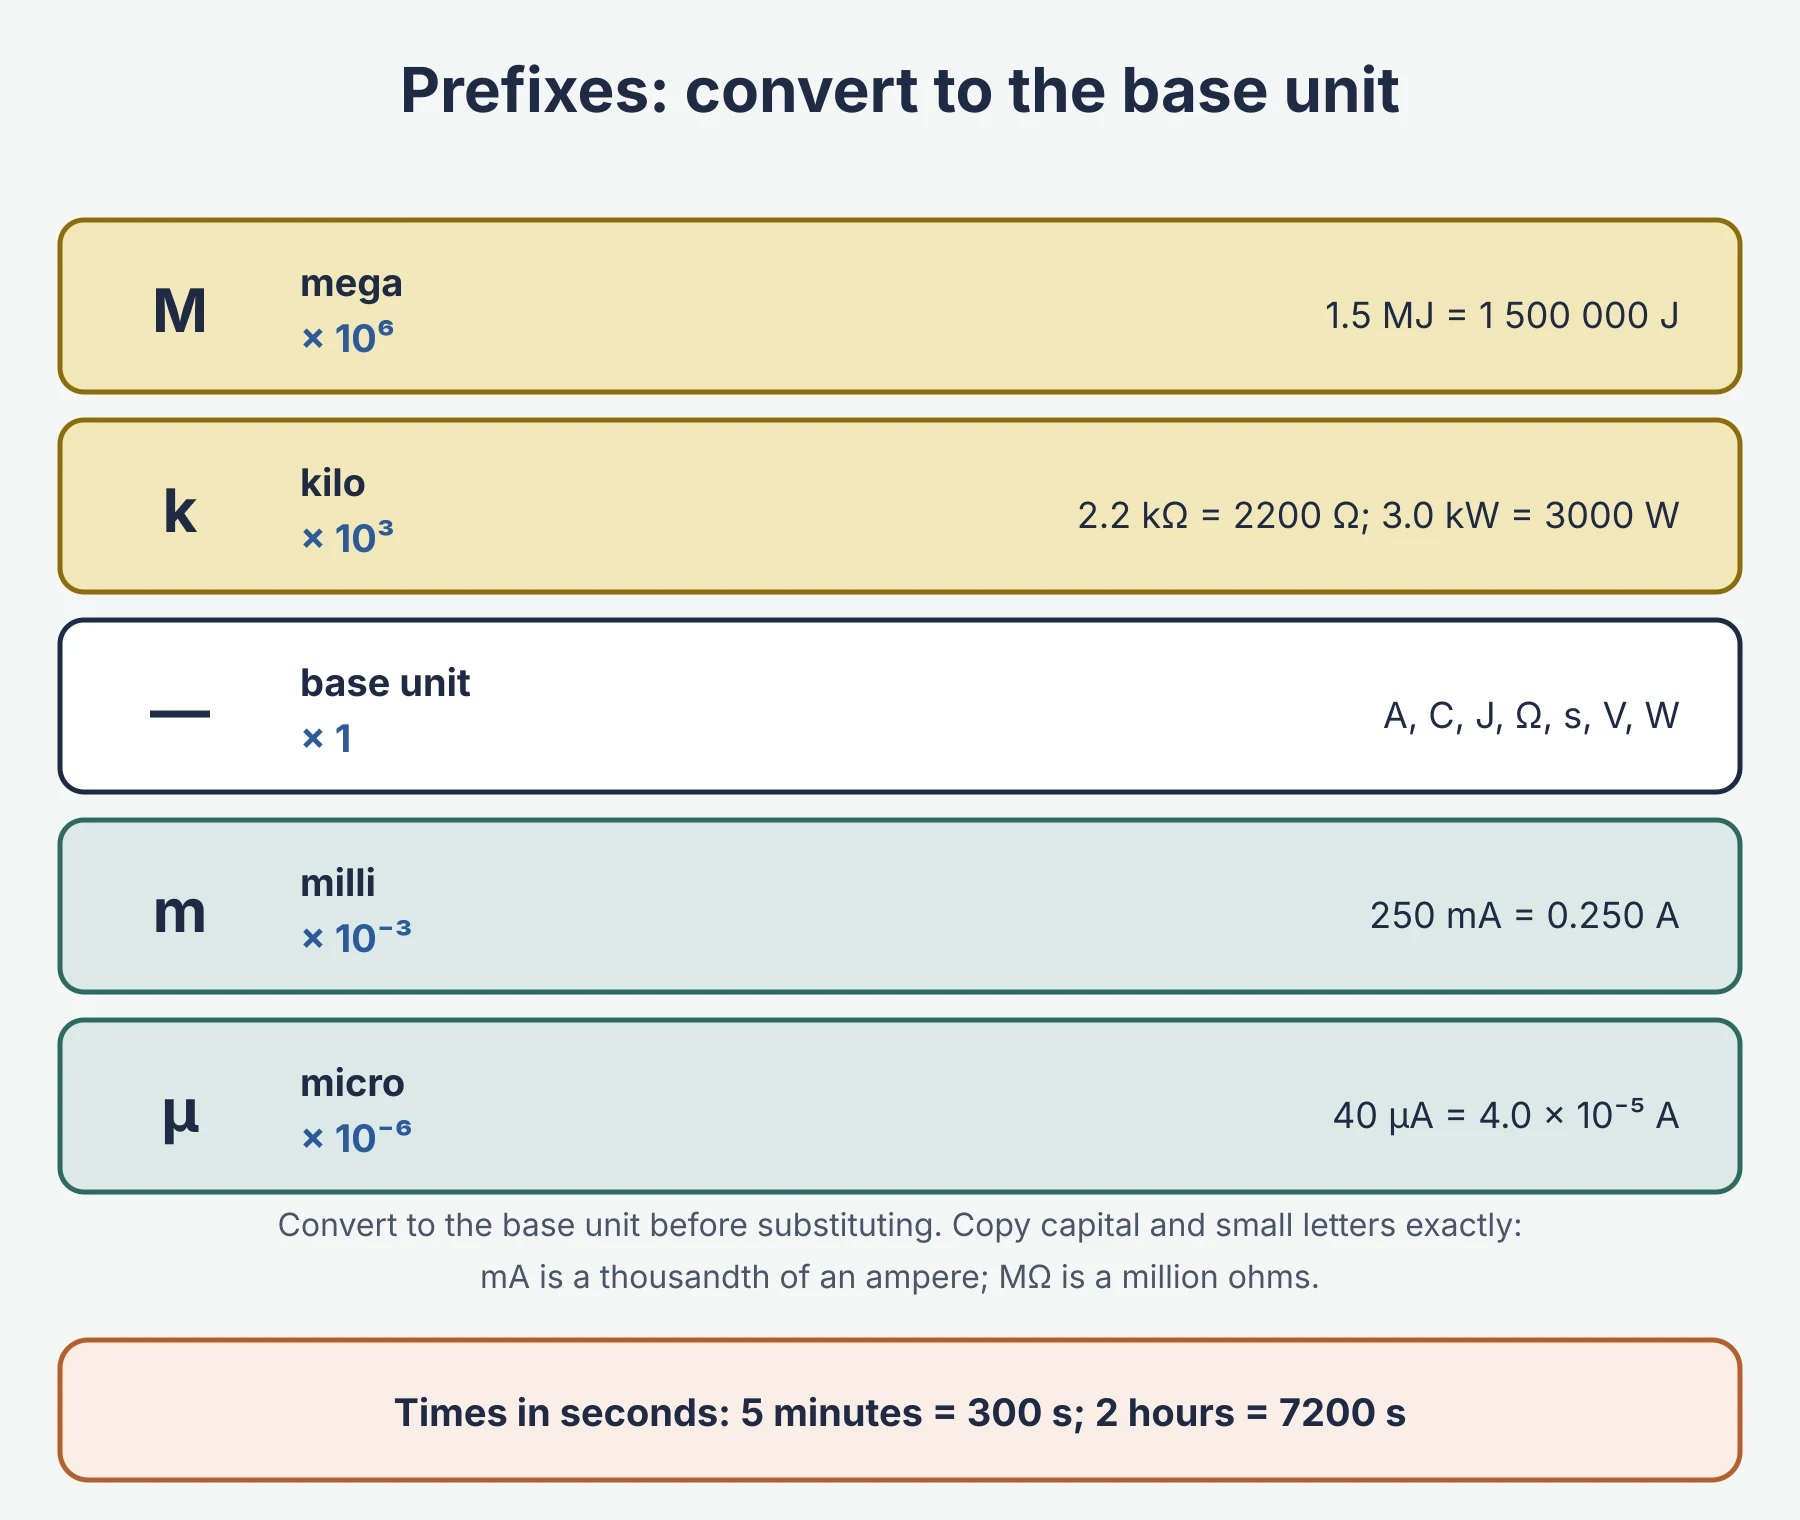 Prefixes: convert to the base unit
M
mega
× 10⁶
1.5 MJ = 1 500 000 J
k
kilo
× 10³
2.2 kΩ = 2200 Ω; 3.0 kW = 3000 W
—
base unit
× 1
A, C, J, Ω, s, V, W
m
milli
× 10⁻³
250 mA = 0.250 A
µ
micro
× 10⁻⁶
40 µA = 4.0 × 10⁻⁵ A
Convert to the base unit before substituting. Copy capital and small letters exactly:
mA is a thousandth of an ampere; MΩ is a million ohms.
Times in seconds: 5 minutes = 300 s; 2 hours = 7200 s